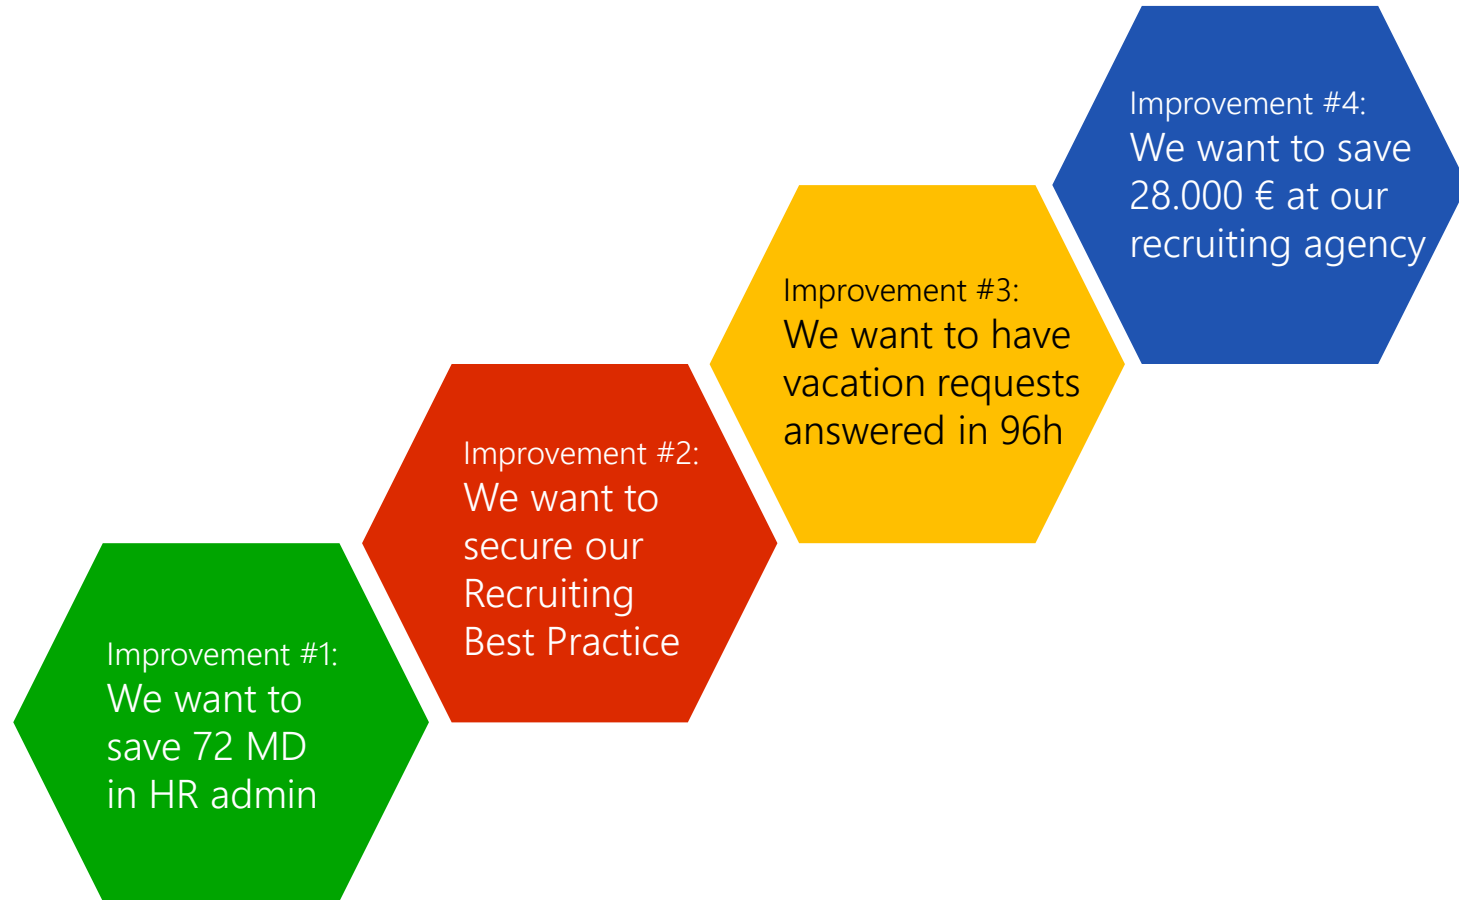 Improvement #1:
We want to
save 72 MD
in HR admin
Improvement #2:
We want to
secure our
Recruiting
Best Practice
Improvement #3:
We want to have
vacation requests
answered in 96h
Improvement #4:
We want to save
28.000 € at our
recruiting agency